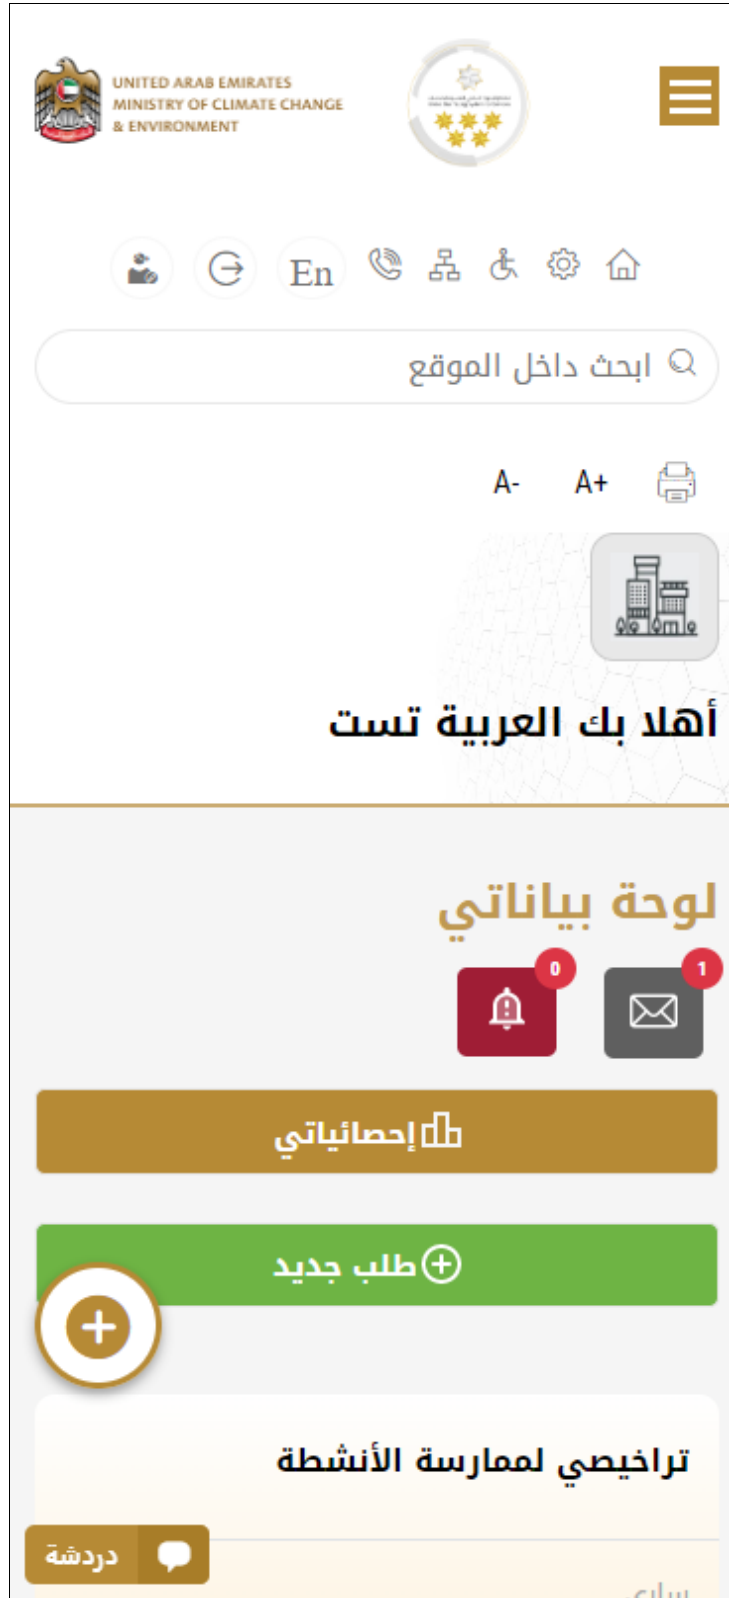 UNITED ARAB EMIRATES
MINISTRY OF CLIMATE CHANGE
& ENVIRONMENT
En
ابحث داخل الموقع
A+ A-
أهلا بك العربية تست
لوحة بياناتي
1 0
إحصائياتي
طلب جديد
تراخيصي لممارسة الأنشطة
دردشة